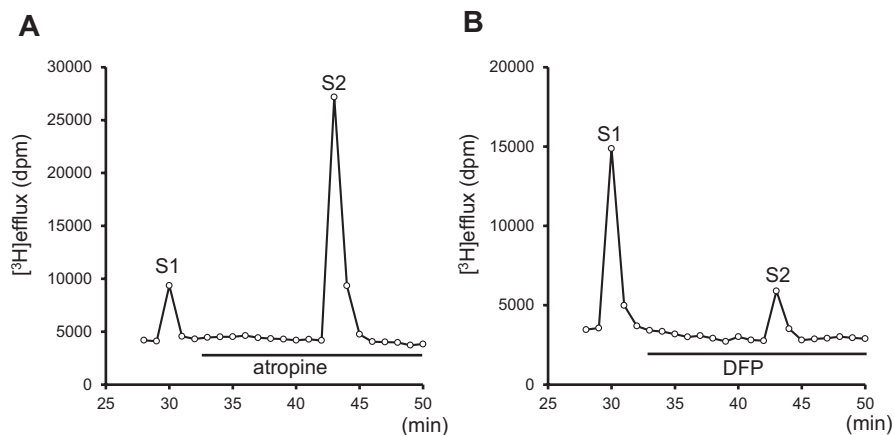 A
[³H]efflux (dpm)
30000
25000
20000
15000
10000
5000
0
S1
S2
atropine
25 30 35 40 45 50
(min)
B
[³H]efflux (dpm)
20000
15000
10000
5000
0
S1
S2
DFP
25 30 35 40 45 50
(min)